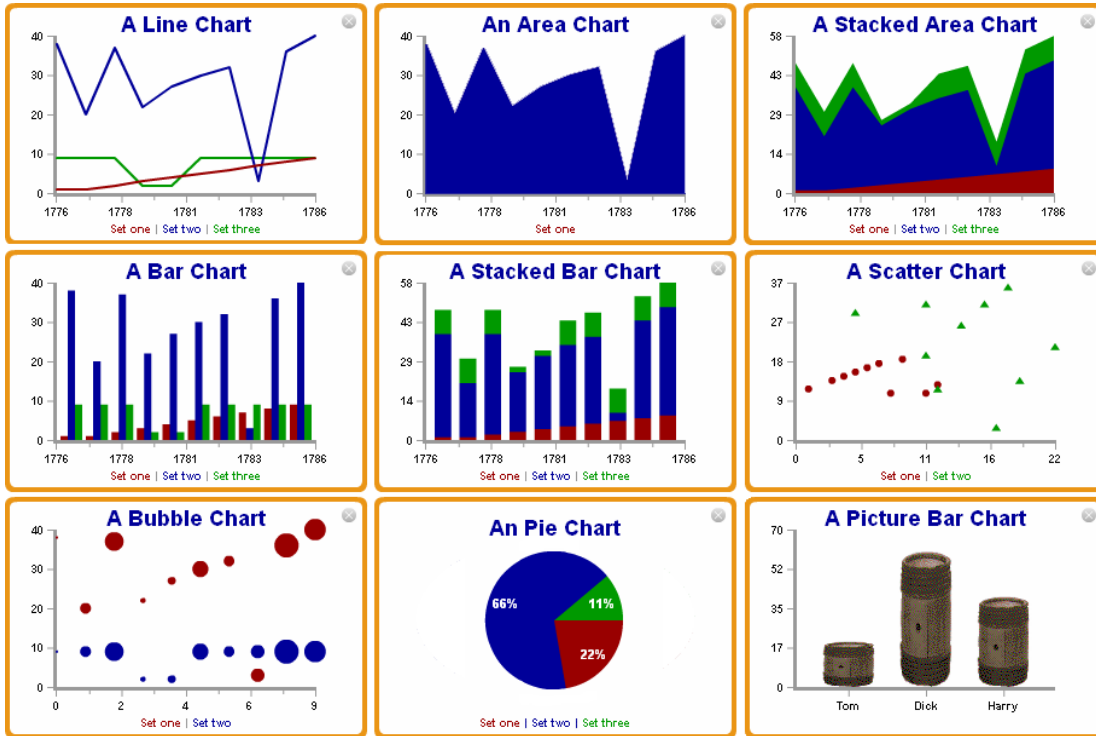 A Line Chart
40
30
20
10
0
1776 1778 1781 1783 1786
Set one | Set two | Set three
An Area Chart
40
30
20
10
0
1776 1778 1781 1783 1786
Set one
A Stacked Area Chart
58
43
29
14
0
1776 1778 1781 1783 1786
Set one | Set two | Set three
A Bar Chart
40
30
20
10
0
1776 1778 1781 1783 1786
Set one | Set two | Set three
A Stacked Bar Chart
58
43
29
14
0
1776 1778 1781 1783 1786
Set one | Set two | Set three
A Scatter Chart
37
27
18
9
0
0 5 11 16 22
Set one | Set two
A Bubble Chart
40
30
20
10
0
0 2 4 6 9
Set one | Set two
An Pie Chart
66%
11%
22%
Set one | Set two | Set three
A Picture Bar Chart
70
52
35
17
0
Tom Dick Harry